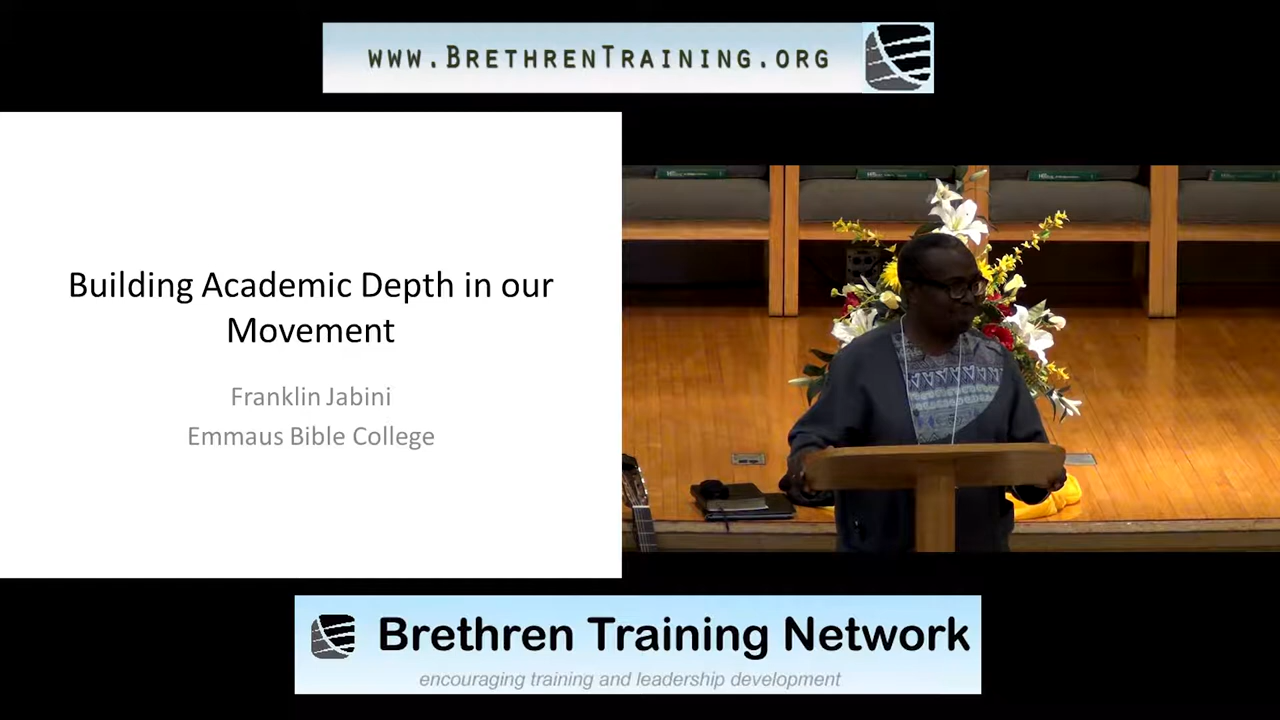 www.BrethrenTraining.org
Building Academic Depth in our
Movement
Franklin Jabini
Emmaus Bible College
Brethren Training Network
encouraging training and leadership development